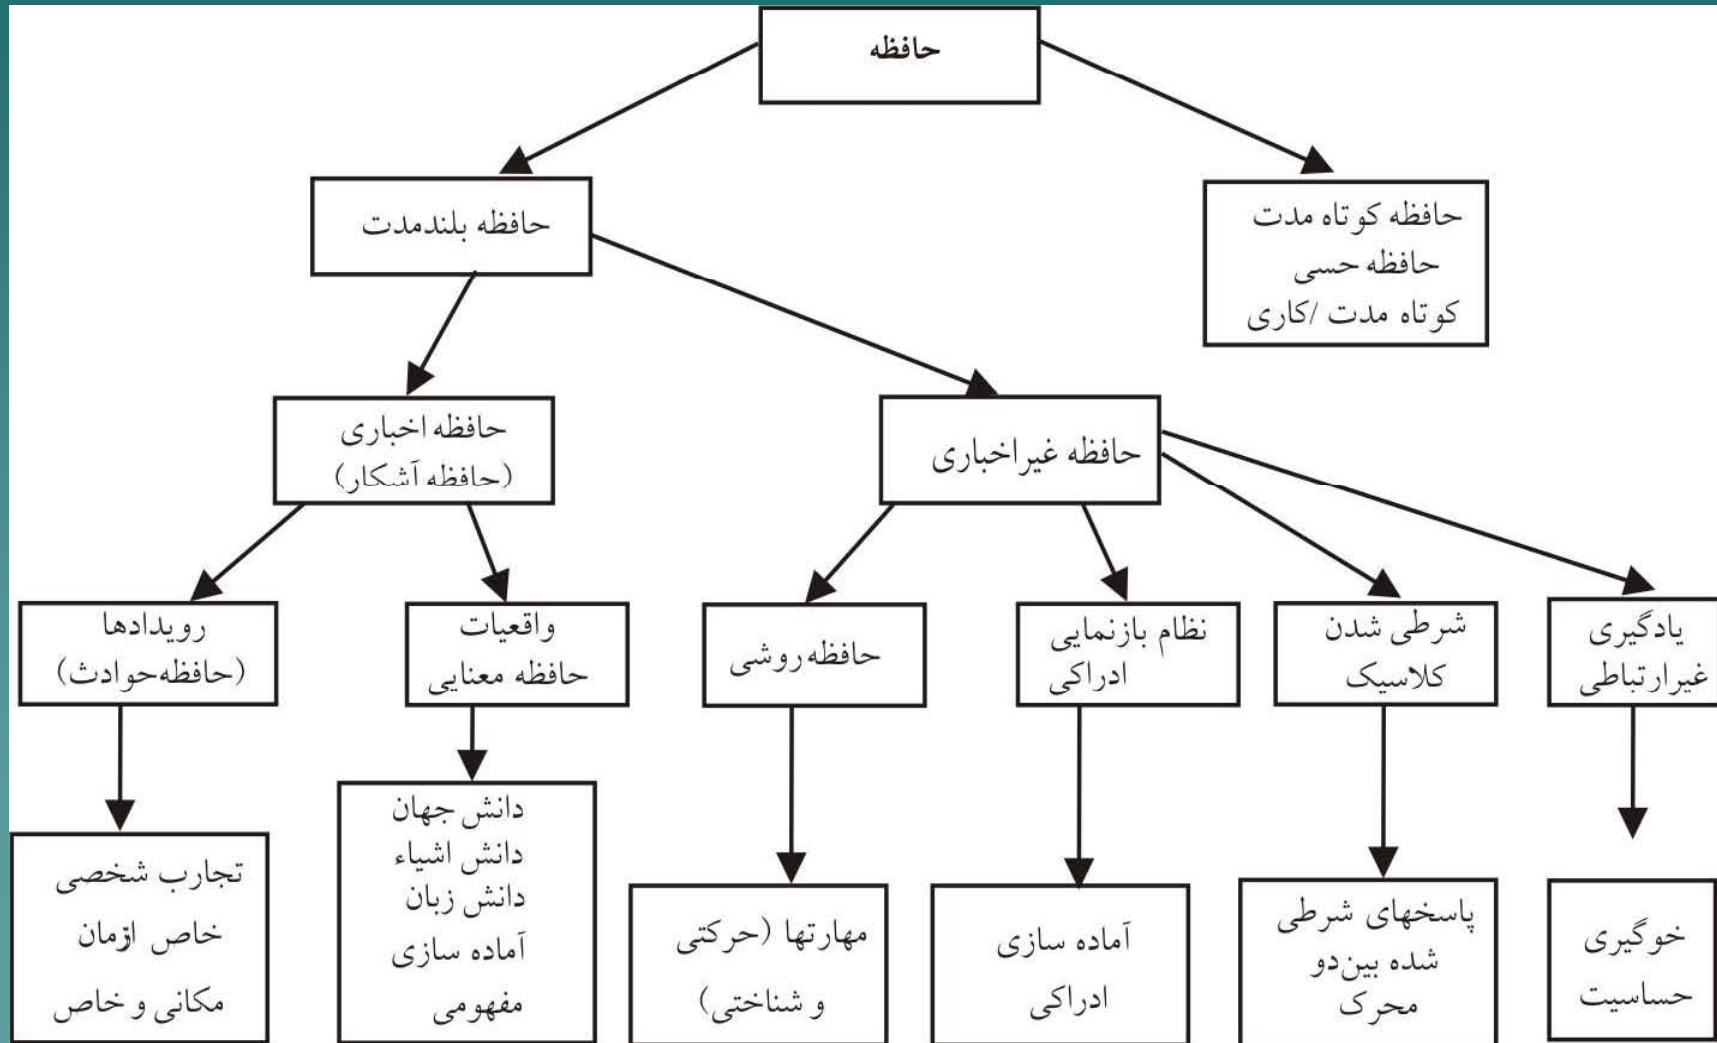 حافظه
حافظه کوتاه مدت
حافظه حسی
کوتاه مدت /کاری
حافظه بلندمدت
حافظه غیراخباری
حافظه اخباری
(حافظه آشکار)
یادگیری
غیرارتباطی
شرطی شدن
کلاسیک
نظام بازنمایی
ادراکی
حافظه روشی
واقعیات
حافظه معنایی
رویدادها
(حافظه حوادث)
خوگیری
حساسیت
پاسخهای شرطی
شده بین دو
محرک
آماده سازی
ادراکی
مهارتها (حرکتی
و شناختی)
دانش جهان
دانش اشیاء
دانش زبان
آماده سازی
مفهومی
تجارب شخصی
خاص ازمان
مکانی و خاص